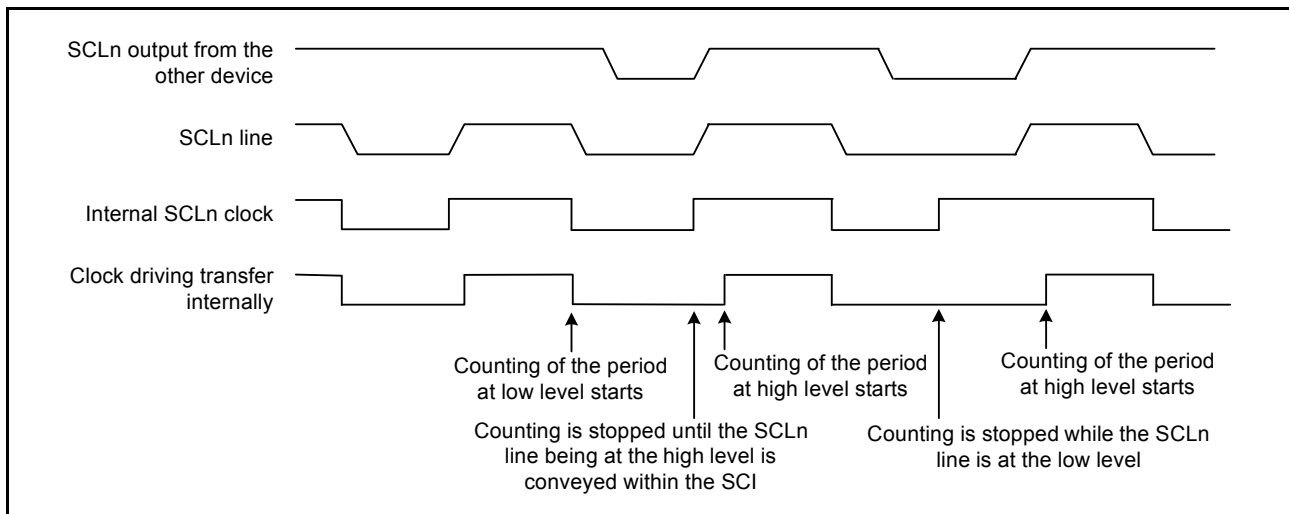 SCLn output from the
other device
SCLn line
Internal SCLn clock
Clock driving transfer
internally
Counting of the period
at low level starts
Counting of the period
at high level starts
Counting of the period
at high level starts
Counting is stopped until the SCLn
line being at the high level is
conveyed within the SCI
Counting is stopped while the SCLn
line is at the low level